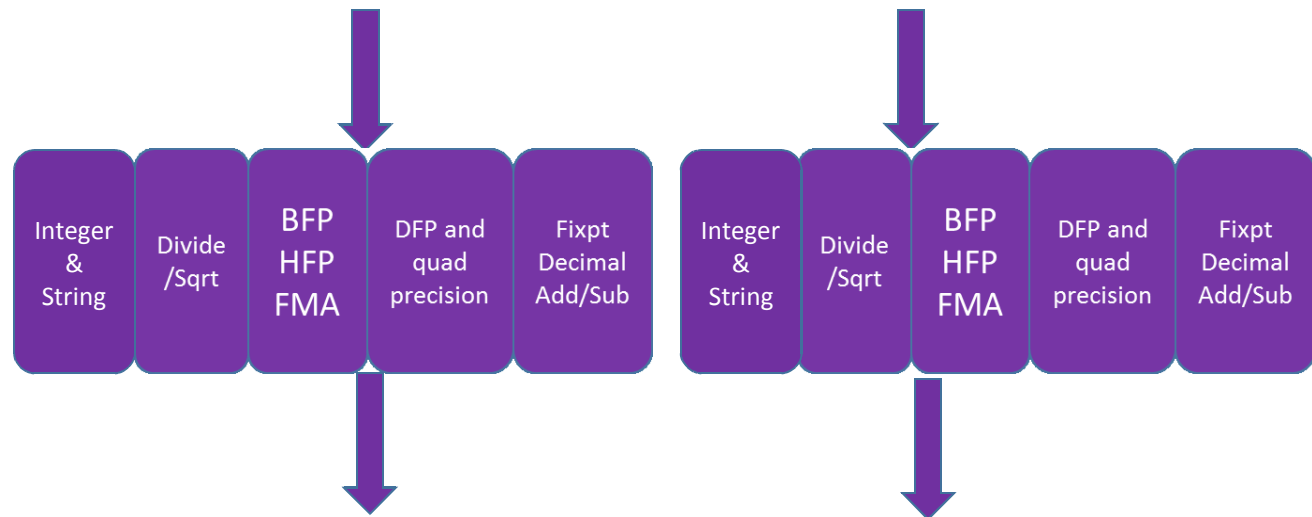 Integer
&
String
Divide
/Sqrt
BFP
HFP
FMA
DFP and
quad
precision
Fixpt
Decimal
Add/Sub
Integer
&
String
Divide
/Sqrt
BFP
HFP
FMA
DFP and
quad
precision
Fixpt
Decimal
Add/Sub